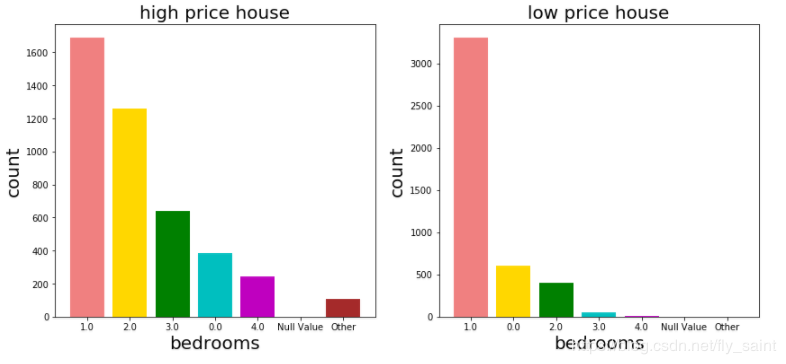 high price house
1600
1400
1200
1000
800
600
400
200
0
count
1.0 2.0 3.0 0.0 4.0 Null Value Other
bedrooms
low price house
3000
2500
2000
1500
1000
500
0
count
1.0 0.0 2.0 3.0 4.0 Null Value Other
bedrooms
https://blog.csdn.net/fly_saint